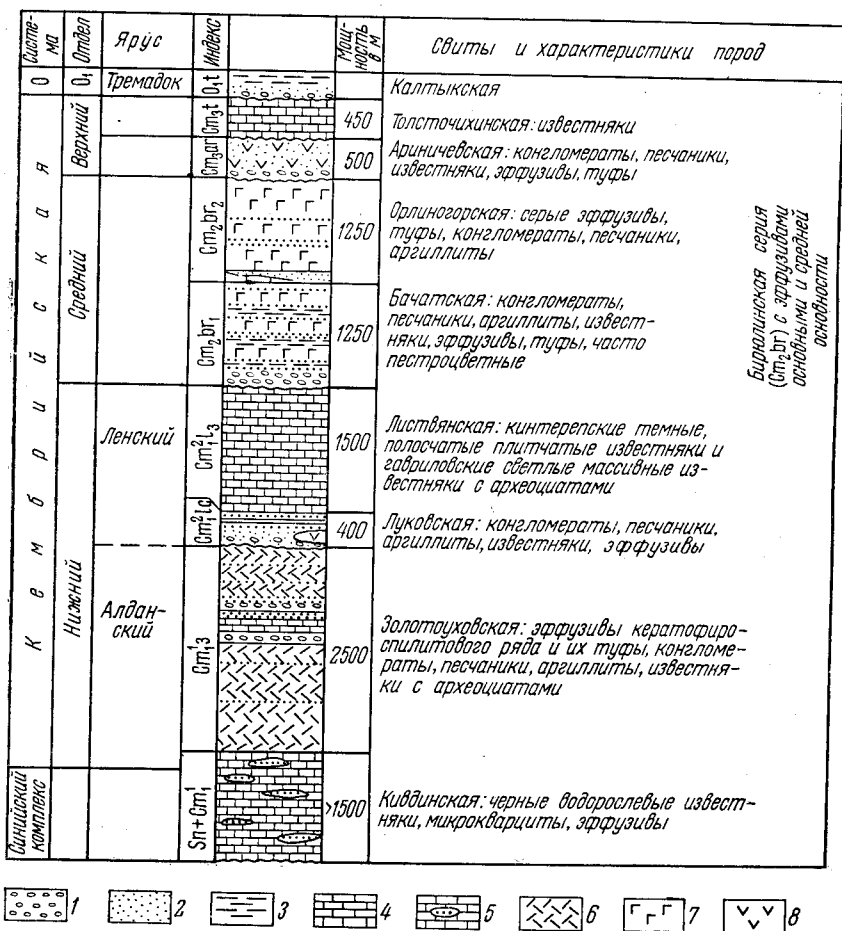 Систе-
ма
Отдел
Ярус
Индекс
Мощ-
ность
в м
Свиты и характеристики пород
О
О₁
Тремадок
O₁t
Калтыкская
Кембрийская
Верхний
Cm₃t
450
Толсточихинская: известняки
Cm₃ar
500
Ариничевская: конгломераты, песчаники,
известняки, эффузивы, туфы
Средний
Cm₂br₂
1250
Орлиногорская: серые эффузивы,
туфы, конгломераты, песчаники,
аргиллиты
Cm₂br₁
1250
Бачатская: конгломераты,
песчаники, аргиллиты, извест-
няки, эффузивы, туфы, часто
пестроцветные
Бирюлинская серия
(Cm₂br) с эффузивами
основными и средней
основности
Нижний
Ленский
Cm₁²l₃
1500
Листвянская: кинтерепские темные,
полосчатые плитчатые известняки и
гавриловские светлые массивные из-
вестняки с археоциатами
Cm₁²lc
400
Луковская: конгломераты, песчаники,
аргиллиты, известняки, эффузивы
Алдан-
ский
Cm₁¹з
2500
Золотоуховская: эффузивы кератофиро-
спилитового ряда и их туфы, конгломе-
раты, песчаники, аргиллиты, известня-
ки с археоциатами
Синийский
комплекс
Sn+Cm₁¹
>1500
Кивдинская: черные водорослевые извест-
няки, микрокварциты, эффузивы
1 2 3 4 5 6 7 8